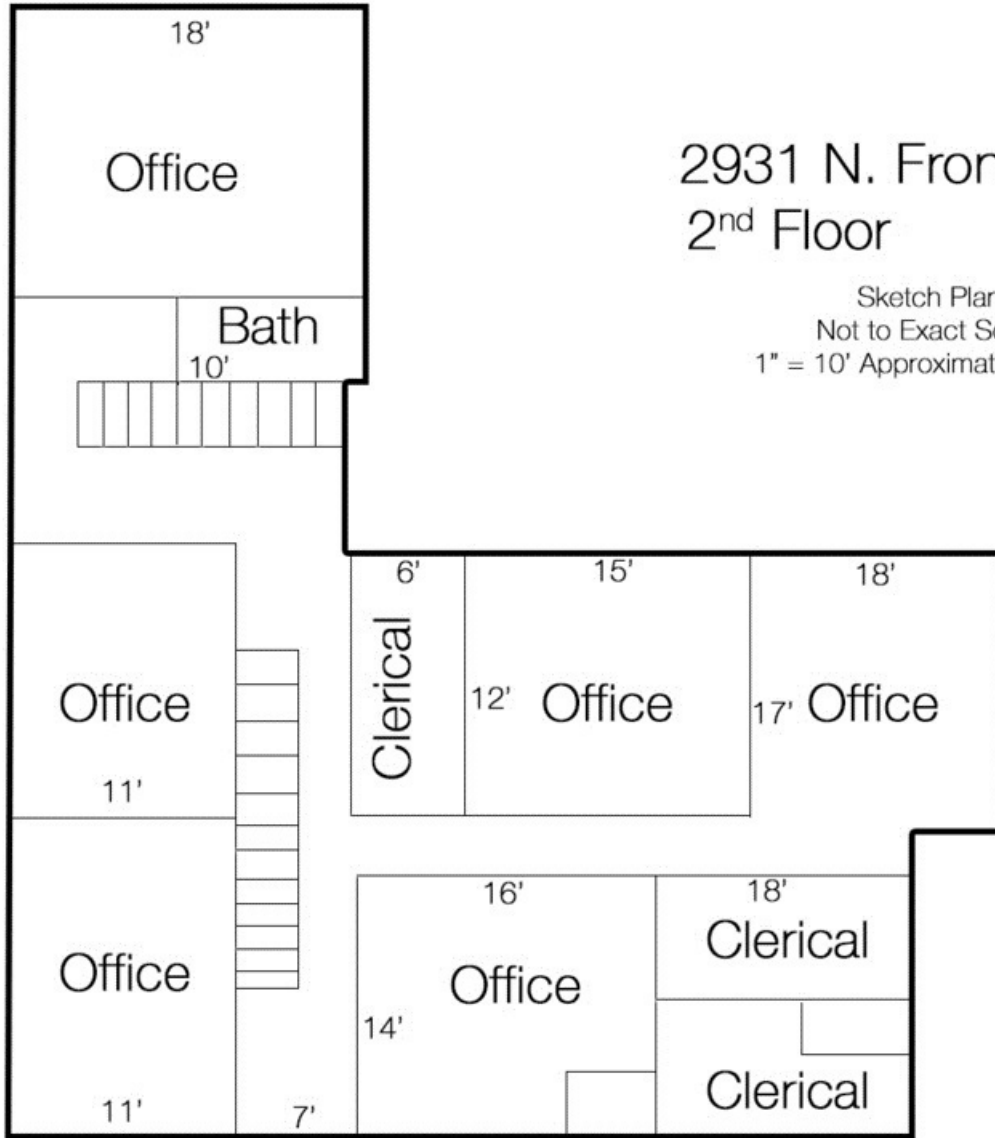 18'
Office
2931 N. Fron
2nd Floor
Sketch Plan
Not to Exact Sc
1" = 10' Approximat
Bath
10'
6'
15'
18'
Clerical
12'
Office
17'
Office
Office
11'
16'
18'
Clerical
Office
Office
14'
Clerical
11'
7'